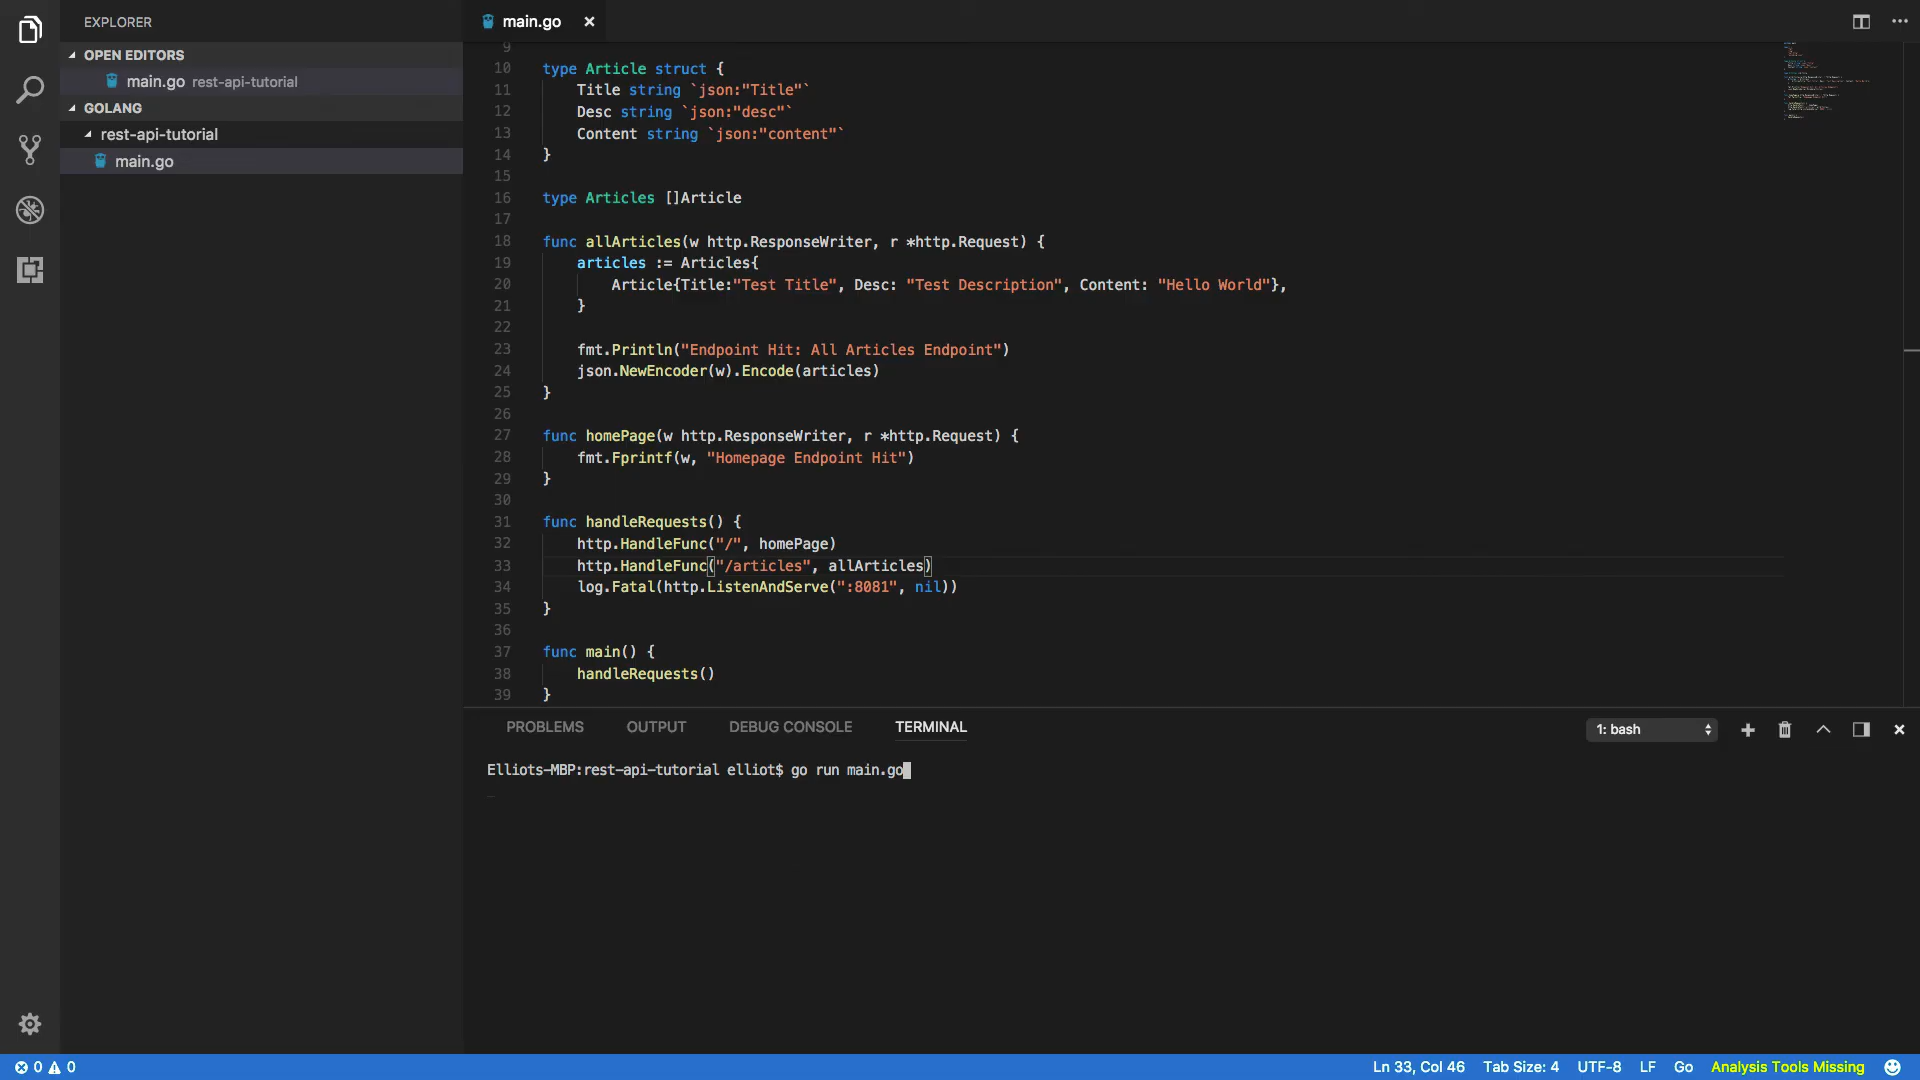 EXPLORER
OPEN EDITORS
main.go rest-api-tutorial
GOLANG
rest-api-tutorial
main.go
main.go
9
10 type Article struct {
11 Title string `json:"Title"`
12 Desc string `json:"desc"`
13 Content string `json:"content"`
14 }
15
16 type Articles []Article
17
18 func allArticles(w http.ResponseWriter, r *http.Request) {
19 articles := Articles{
20 Article{Title:"Test Title", Desc: "Test Description", Content: "Hello World"},
21 }
22
23 fmt.Println("Endpoint Hit: All Articles Endpoint")
24 json.NewEncoder(w).Encode(articles)
25 }
26
27 func homePage(w http.ResponseWriter, r *http.Request) {
28 fmt.Fprintf(w, "Homepage Endpoint Hit")
29 }
30
31 func handleRequests() {
32 http.HandleFunc("/", homePage)
33 http.HandleFunc("/articles", allArticles)
34 log.Fatal(http.ListenAndServe(":8081", nil))
35 }
36
37 func main() {
38 handleRequests()
39 }
PROBLEMS OUTPUT DEBUG CONSOLE TERMINAL 1: bash
Elliots-MBP:rest-api-tutorial elliot$ go run main.go
0 0 Ln 33, Col 46 Tab Size: 4 UTF-8 LF Go Analysis Tools Missing